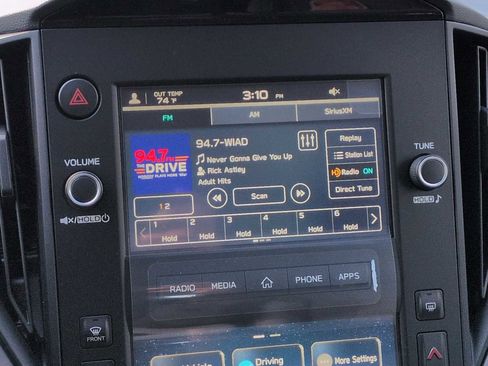 OUT TEMP
74 °F
3:10 PM
FM AM SiriusXM
94.7 FM
THE DRIVE
94.7-WIAD
Never Gonna Give You Up
Rick Astley
Adult Hits
Replay
Station List
HD Radio ON
Direct Tune
1 2
Scan
1 2 3 4 5 6
Hold Hold Hold Hold Hold Hold
VOLUME
HOLD
TUNE
HOLD
RADIO MEDIA PHONE APPS
FRONT
Driving
More Settings